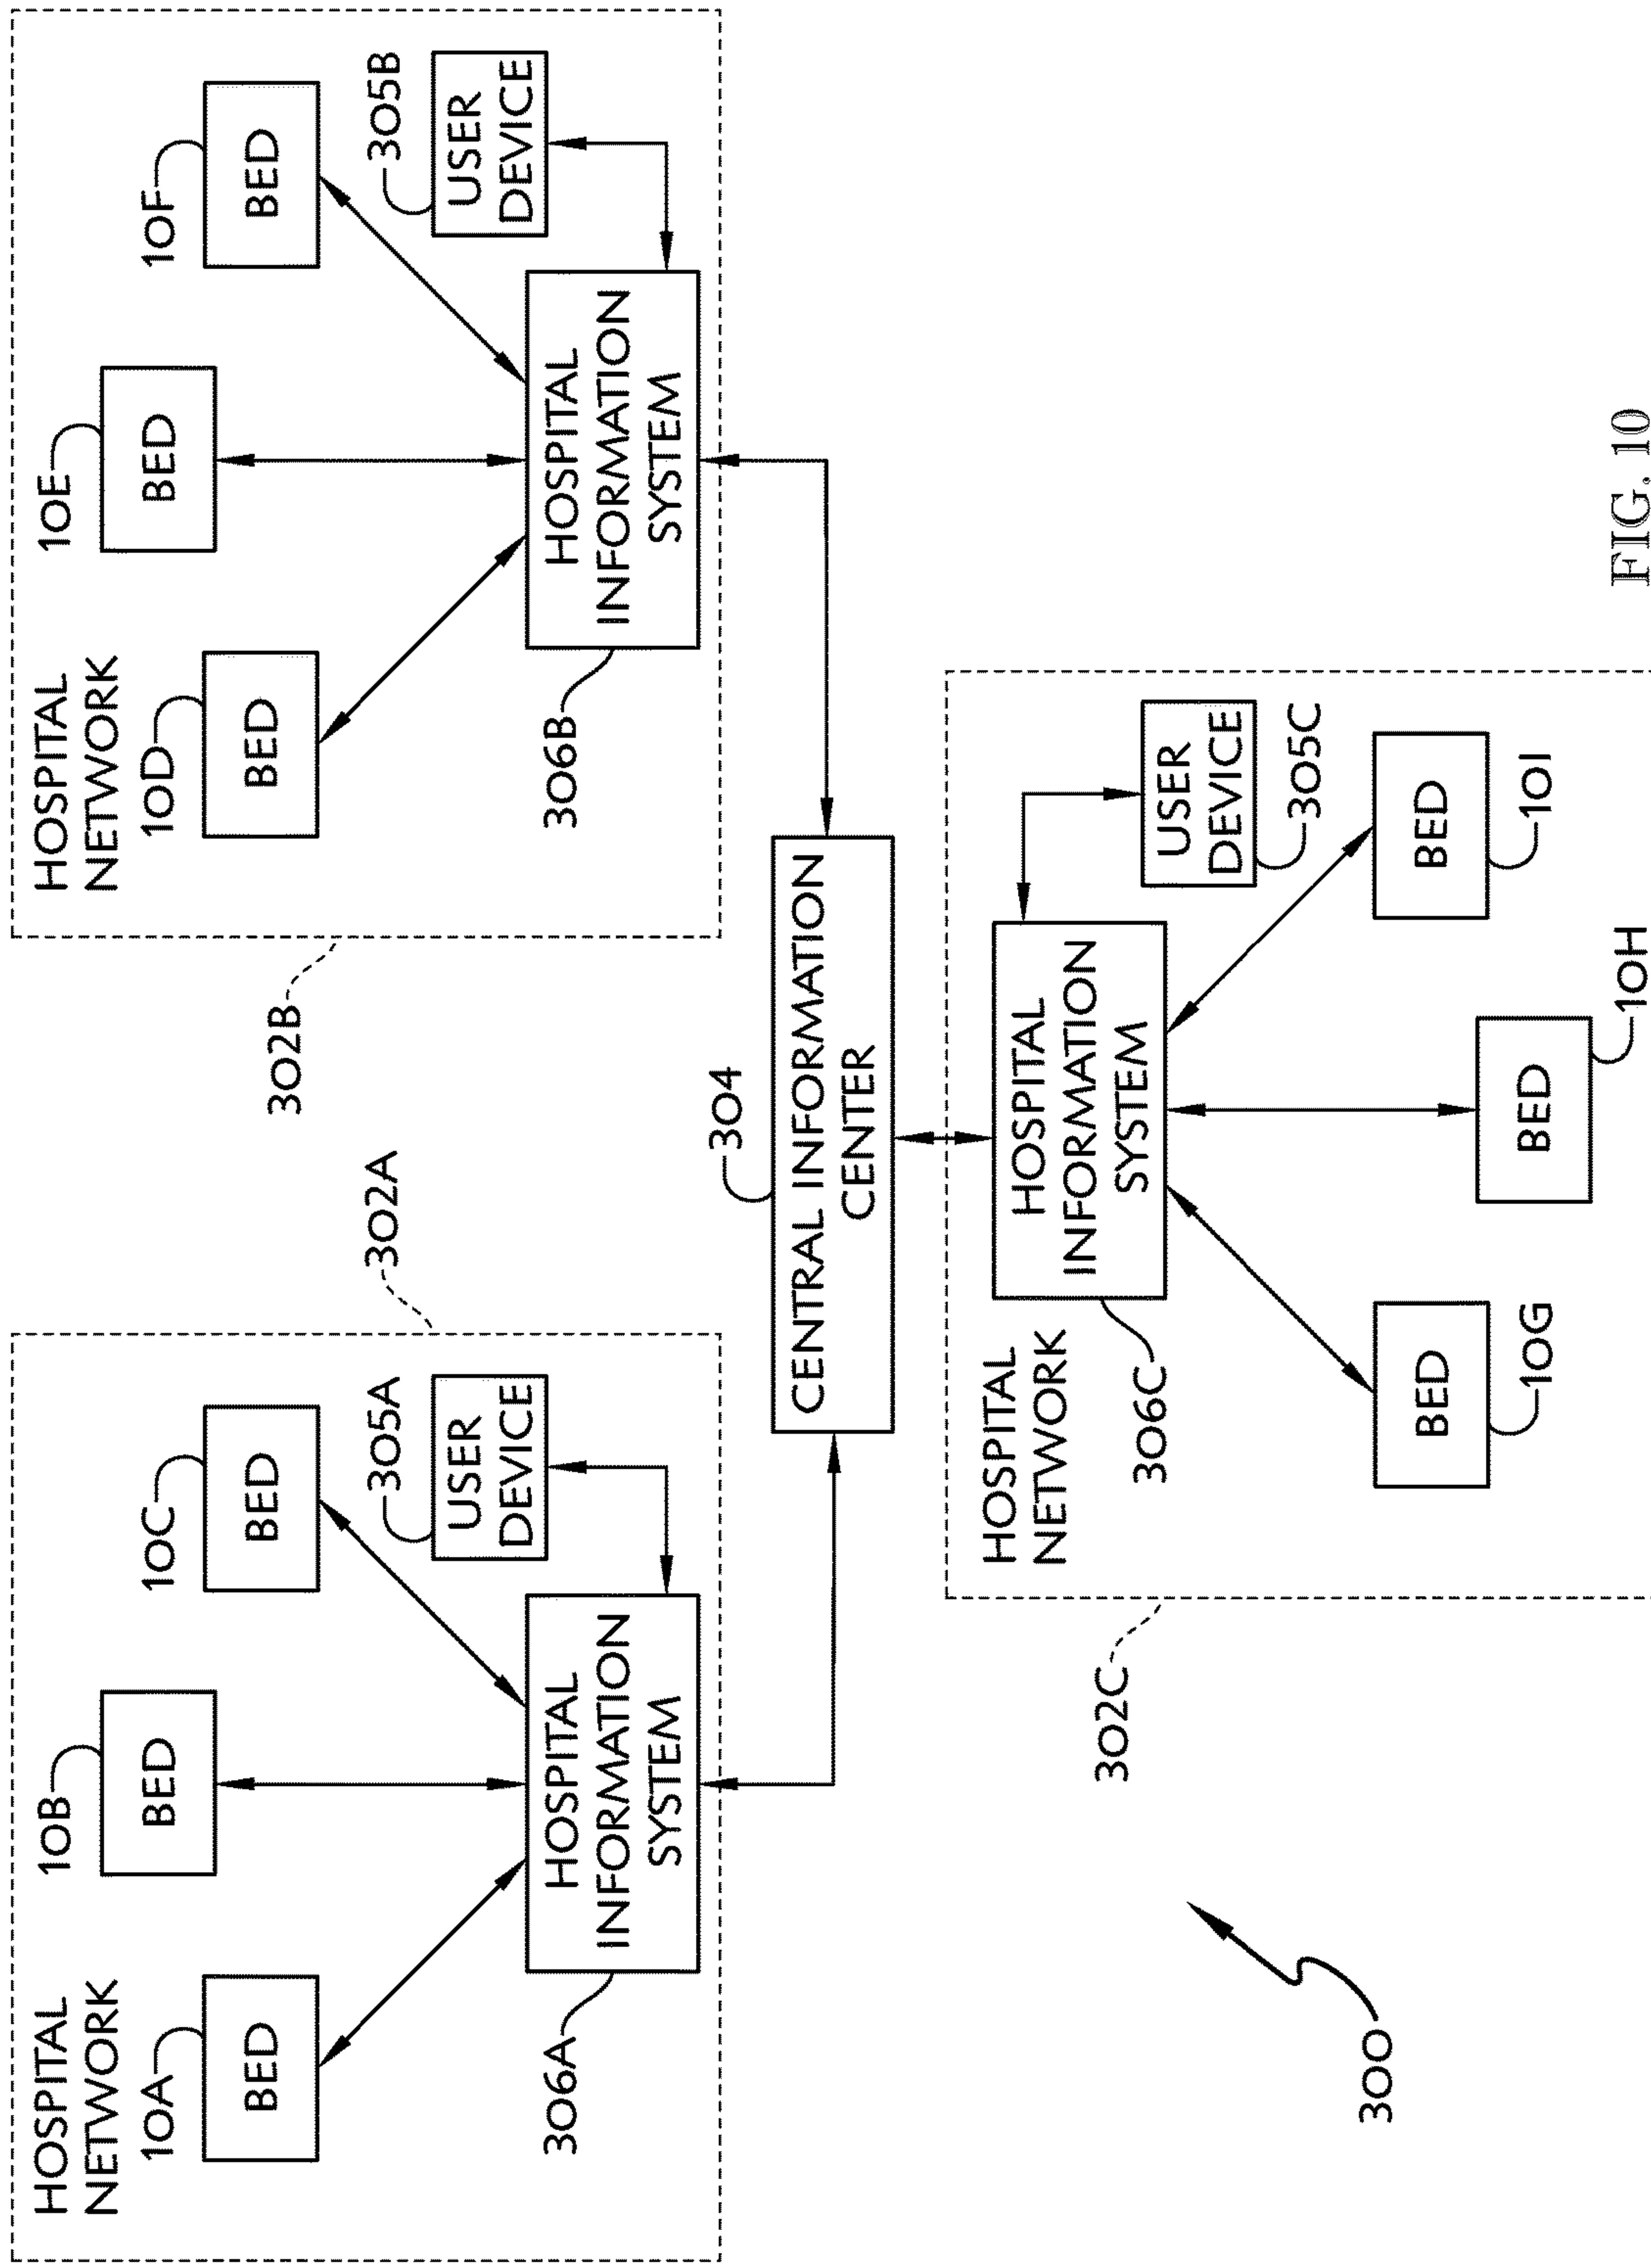 HOSPITAL
NETWORK
10A
BED
10B
BED
10C
BED
305A
USER
DEVICE
HOSPITAL
INFORMATION
SYSTEM
306A
302A
HOSPITAL
NETWORK
10D
BED
10E
BED
10F
BED
305B
USER
DEVICE
HOSPITAL
INFORMATION
SYSTEM
306B
302B
304
CENTRAL INFORMATION
CENTER
HOSPITAL
NETWORK
HOSPITAL
INFORMATION
SYSTEM
306C
USER
DEVICE
305C
BED
10G
BED
10H
BED
10I
302C
300
FIG. 10